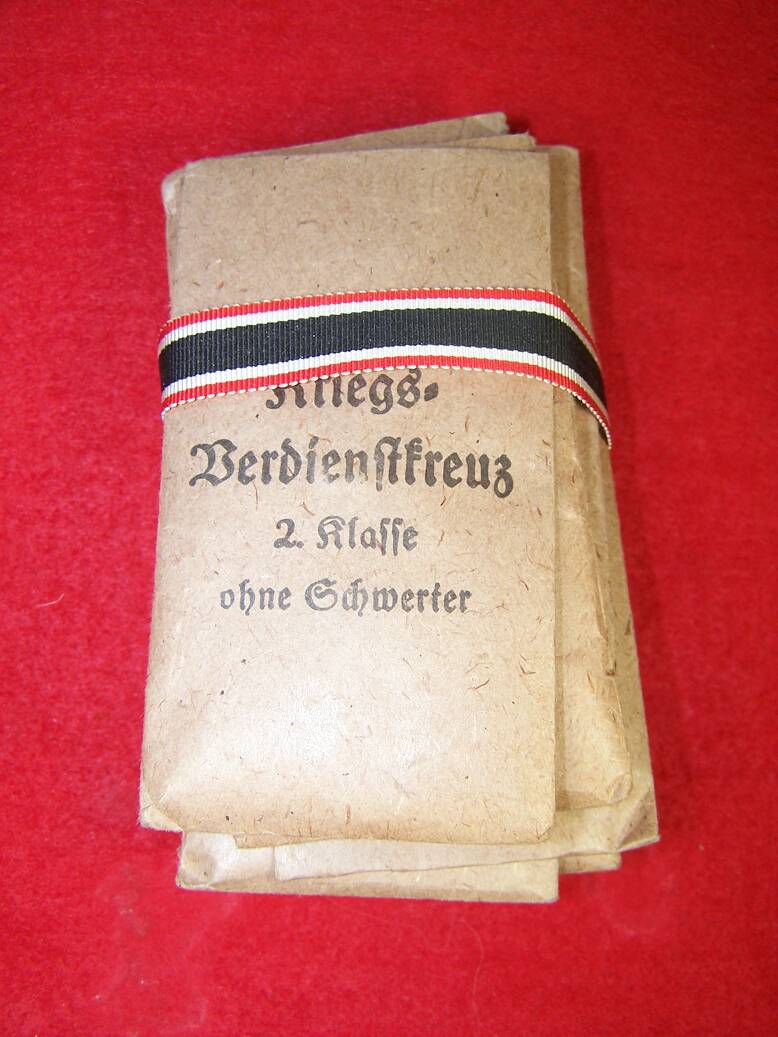 Kriegs-
Verdienstkreuz
2. Klasse
ohne Schwerter